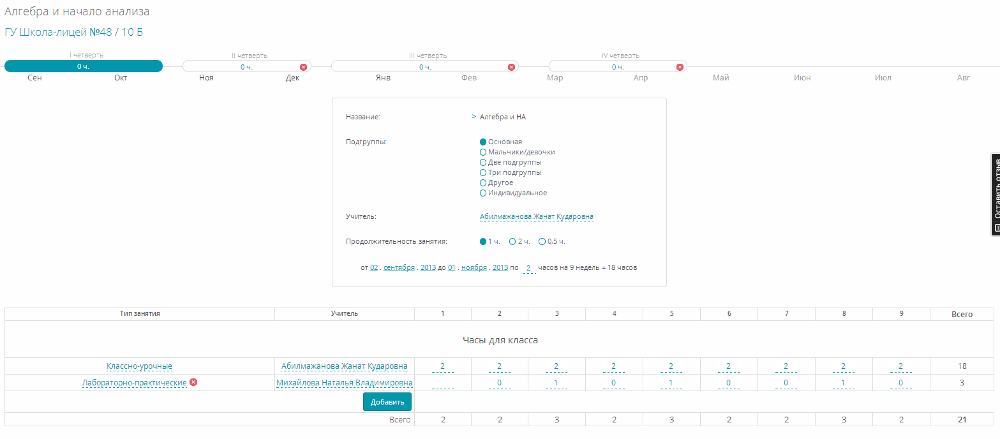 Алгебра и начало анализа
ГУ Школа-лицей №48 / 10 Б
I четверть II четверть III четверть IV четверть
0 ч. 0 ч. 0 ч. 0 ч.
Сен Окт Ноя Дек Янв Фев Мар Апр Май Июн Июл Авг
Название: > Алгебра и НА
Подгруппы: Основная
Мальчики/девочки
Две подгруппы
Три подгруппы
Другое
Индивидуальное
Учитель: Абилмажанова Жанат Кударовна
Продолжительность занятия: 1 ч. 2 ч. 0,5 ч.
от 02 . сентября . 2013 до 01 . ноября . 2013 по 2 часов на 9 недель = 18 часов
Оставить отзыв
Тип занятия Учитель 1 2 3 4 5 6 7 8 9 Всего
Часы для класса
Классно-урочные Абилмажанова Жанат Кударовна 2 2 2 2 2 2 2 2 2 18
Лабораторно-практические Михайлова Наталья Владимировна 0 1 0 1 0 0 1 0 3
Добавить
Всего 2 2 3 2 3 2 2 3 2 21